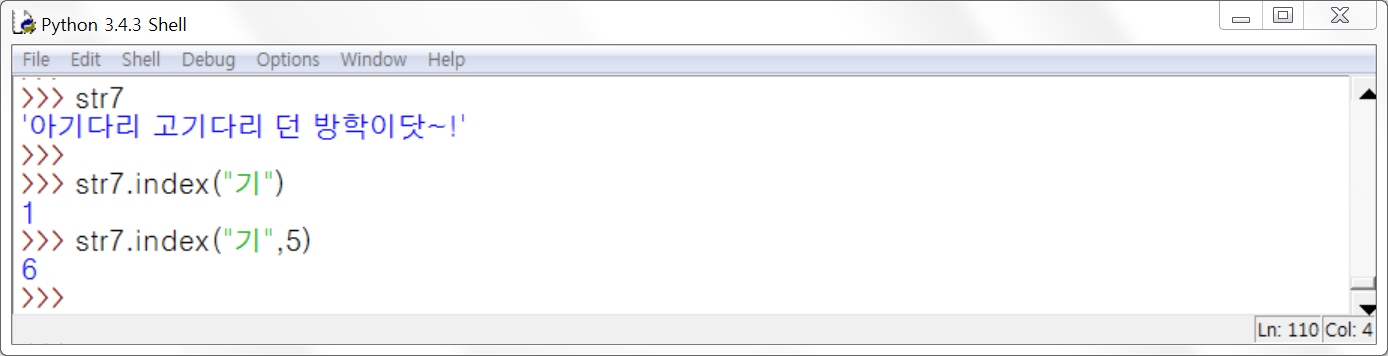 Python 3.4.3 Shell
File Edit Shell Debug Options Window Help
>>> str7
'아기다리 고기다리 던 방학이닷~!'
>>>
>>> str7.index("기")
1
>>> str7.index("기",5)
6
>>>
Ln: 110 Col: 4